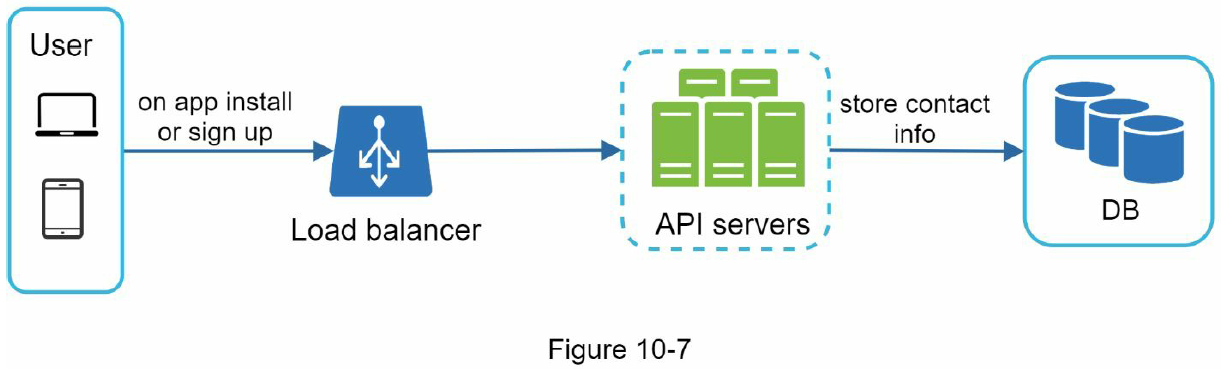 User
on app install
or sign up
Load balancer
API servers
store contact
info
DB
Figure 10-7